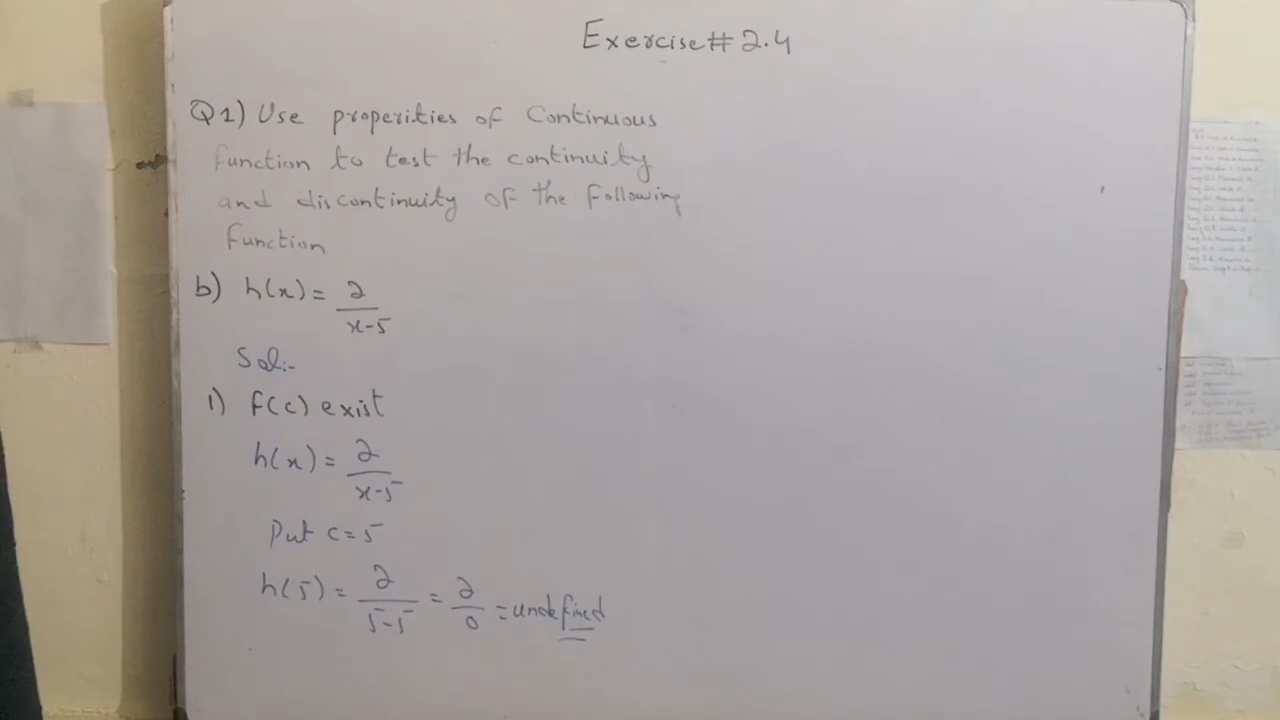 Exercise # 2.4
Q1) Use properities of Continuous
function to test the continuity
and discontinuity of the following
function
b) h(x) = 2/(x-5)
Sol:-
1) f(c) exist
h(x) = 2/(x-5)
Put c = 5
h(5) = 2/(5-5) = 2/0 = undefined